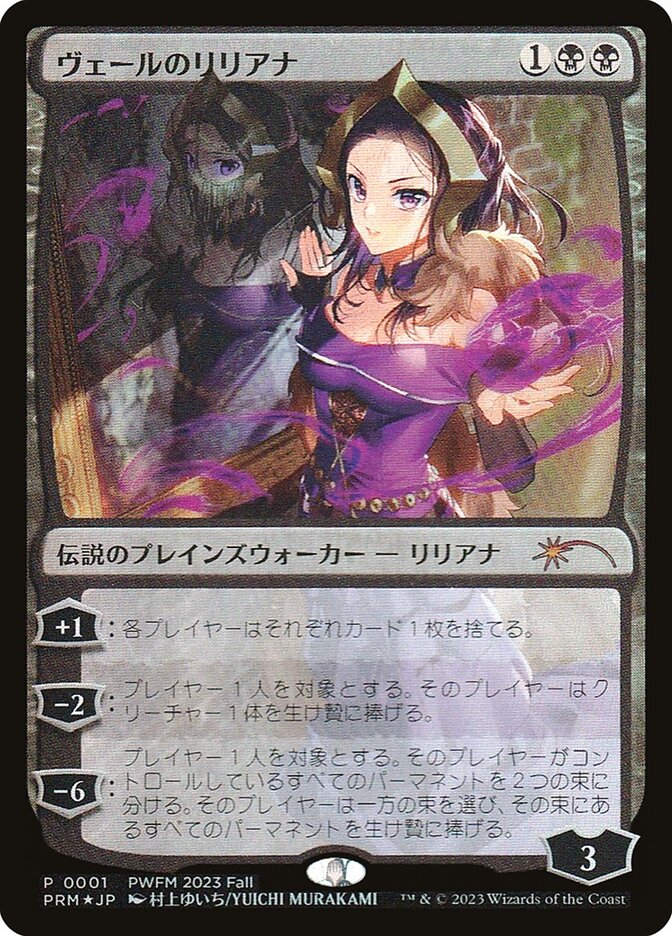 ヴェールのリリアナ 1
伝説のプレインズウォーカー — リリアナ
+1 : 各プレイヤーはそれぞれカード1枚を捨てる。
-2 : プレイヤー1人を対象とする。そのプレイヤーはク
リーチャー1体を生け贄に捧げる。
プレイヤー1人を対象とする。そのプレイヤーがコン
-6 : トロールしているすべてのパーマネントを2つの束に
分ける。そのプレイヤーは一方の束を選び、その束にあ
るすべてのパーマネントを生け贄に捧げる。
3
P 0001 PWFM 2023 Fall
PRM★JP 村上ゆいち/YUICHI MURAKAMI ™ & © 2023 Wizards of the Coast